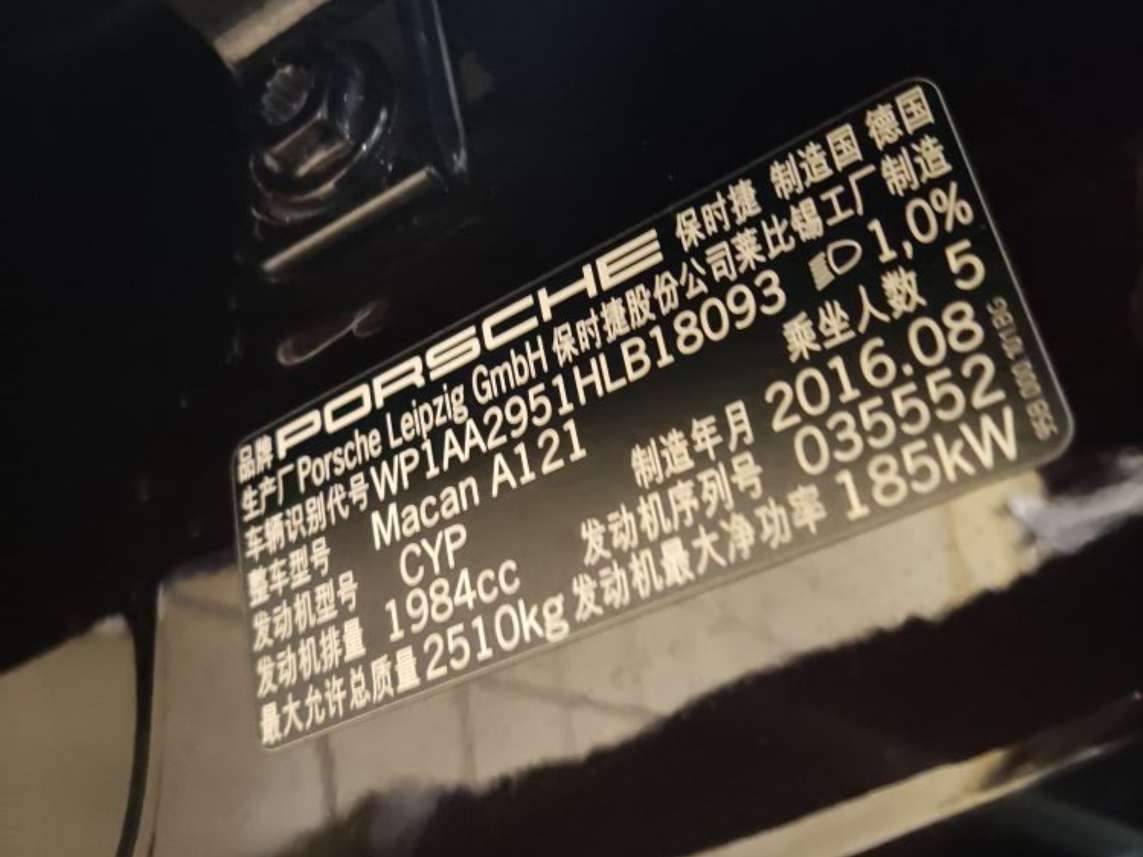 品牌 PORSCHE 保时捷 制造国 德国
生产厂 Porsche Leipzig GmbH 保时捷股份公司莱比锡工厂制造
车辆识别代号 WP1AA2951HLB18093 1,0%
整车型号 Macan A121 乘坐人数 5
发动机型号 CYP 制造年月 2016.08
发动机排量 1984cc 发动机序列号 035552
最大允许总质量 2510kg 发动机最大净功率 185kW